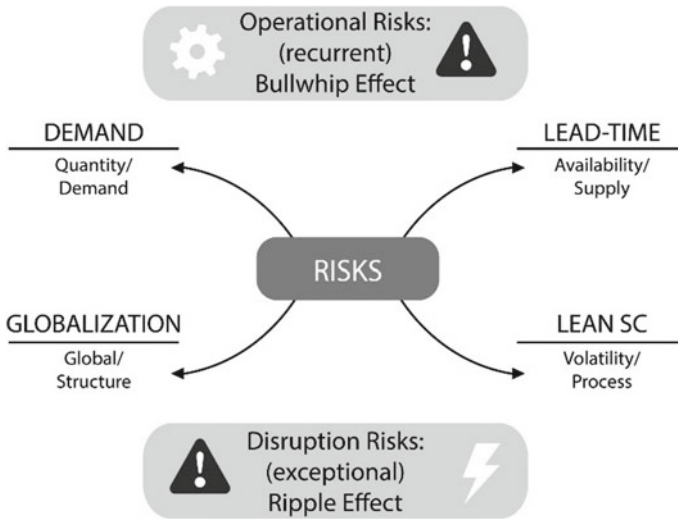 Operational Risks:
(recurrent)
Bullwhip Effect
DEMAND
Quantity/
Demand
LEAD-TIME
Availability/
Supply
RISKS
GLOBALIZATION
Global/
Structure
LEAN SC
Volatility/
Process
Disruption Risks:
(exceptional)
Ripple Effect